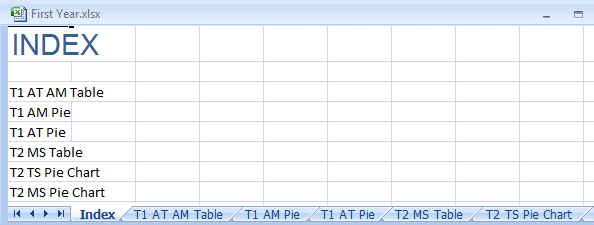 First Year.xlsx
INDEX
T1 AT AM Table
T1 AM Pie
T1 AT Pie
T2 MS Table
T2 TS Pie Chart
T2 MS Pie Chart
Index T1 AT AM Table T1 AM Pie T1 AT Pie T2 MS Table T2 TS Pie Chart